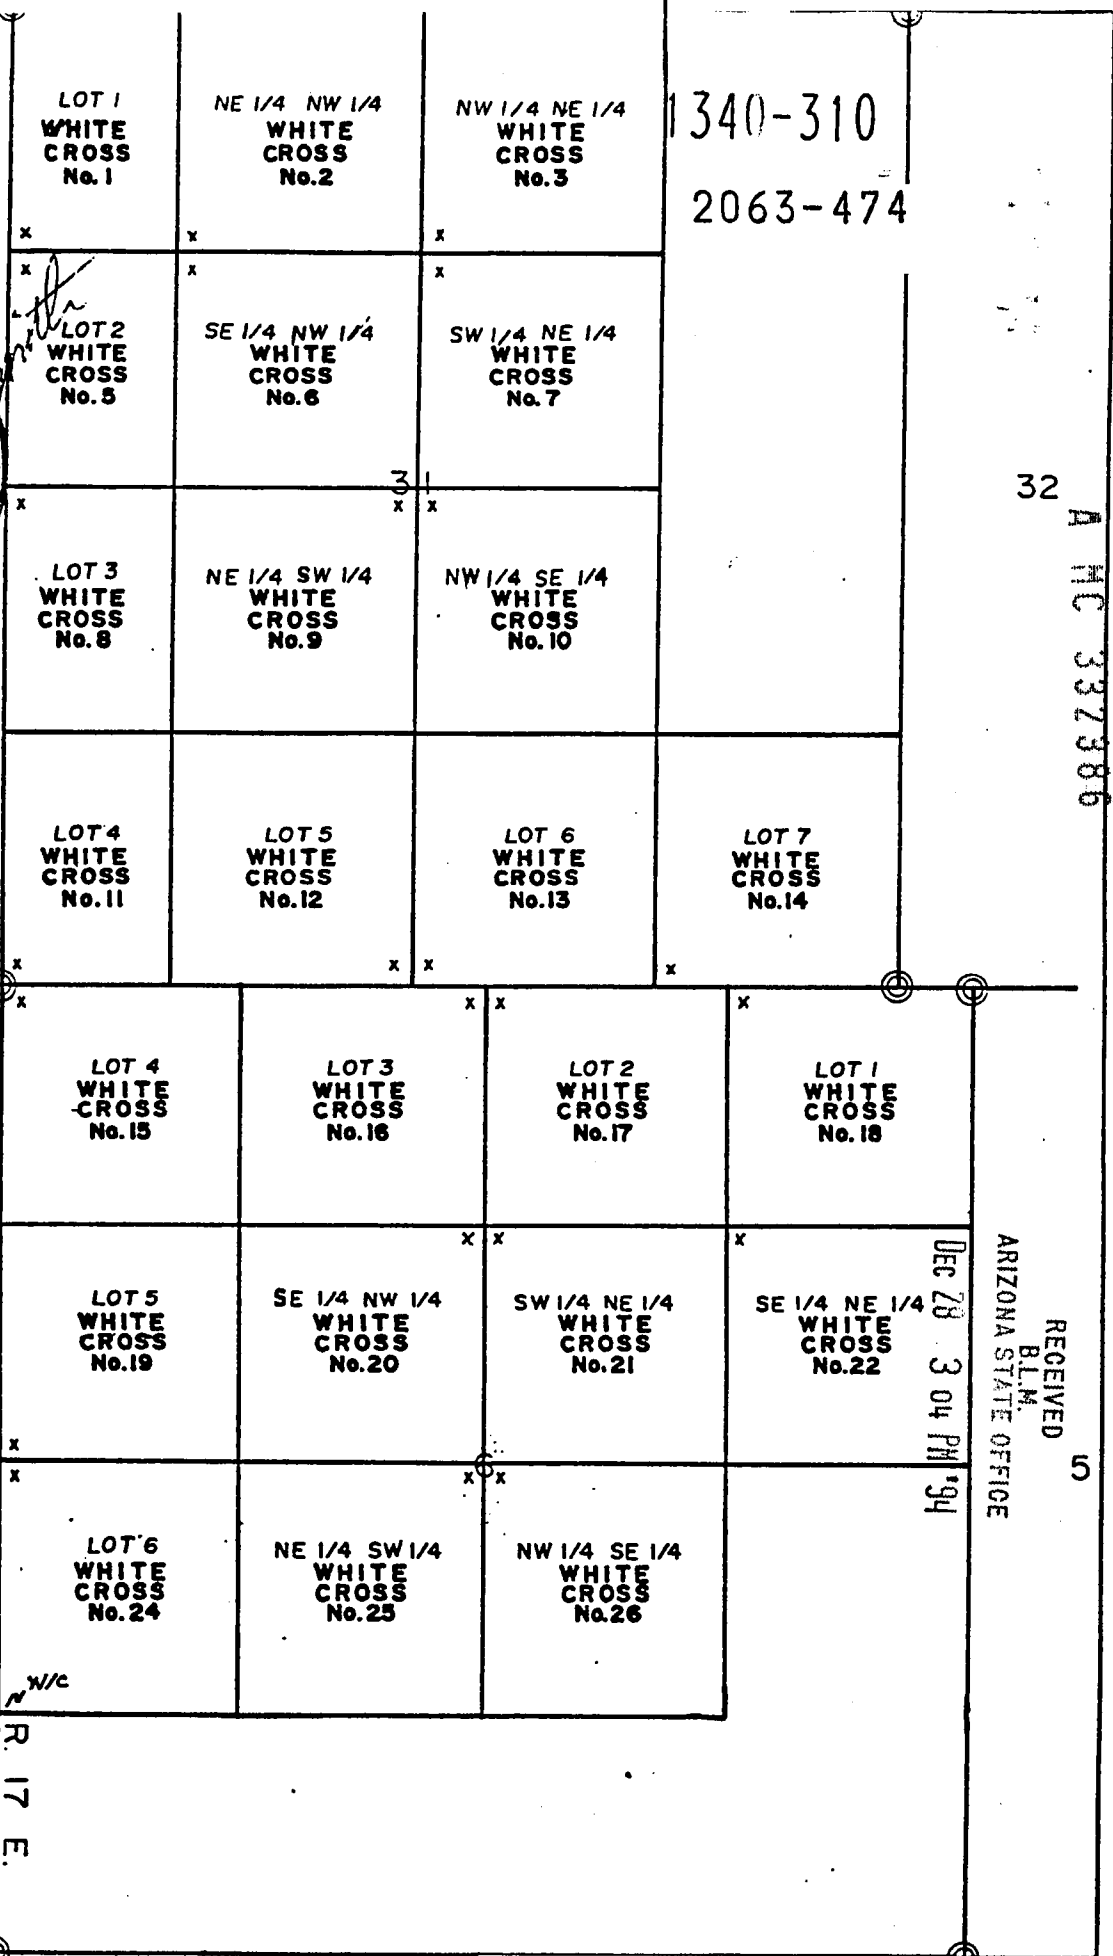 LOT 1
WHITE
CROSS
No. 1
NE 1/4 NW 1/4
WHITE
CROSS
No. 2
NW 1/4 NE 1/4
WHITE
CROSS
No. 3
1340-310
2063-474
x
x
x
x
x
x
LOT 2
WHITE
CROSS
No. 5
SE 1/4 NW 1/4
WHITE
CROSS
No. 6
SW 1/4 NE 1/4
WHITE
CROSS
No. 7
31
32
x
x
x
A MC 332386
LOT 3
WHITE
CROSS
No. 8
NE 1/4 SW 1/4
WHITE
CROSS
No. 9
NW 1/4 SE 1/4
WHITE
CROSS
No. 10
LOT 4
WHITE
CROSS
No. 11
LOT 5
WHITE
CROSS
No. 12
LOT 6
WHITE
CROSS
No. 13
LOT 7
WHITE
CROSS
No. 14
x
x
x
x
x
x
x
x
LOT 4
WHITE
CROSS
No. 15
LOT 3
WHITE
CROSS
No. 16
LOT 2
WHITE
CROSS
No. 17
LOT 1
WHITE
CROSS
No. 18
x
x
x
LOT 5
WHITE
CROSS
No. 19
SE 1/4 NW 1/4
WHITE
CROSS
No. 20
SW 1/4 NE 1/4
WHITE
CROSS
No. 21
SE 1/4 NE 1/4
WHITE
CROSS
No. 22
RECEIVED
B.L.M.
ARIZONA STATE OFFICE
DEC 28 3 04 PM '94
x
x
6
x
x
5
LOT 6
WHITE
CROSS
No. 24
NE 1/4 SW 1/4
WHITE
CROSS
No. 25
NW 1/4 SE 1/4
WHITE
CROSS
No. 26
W/C
R. 17 E.